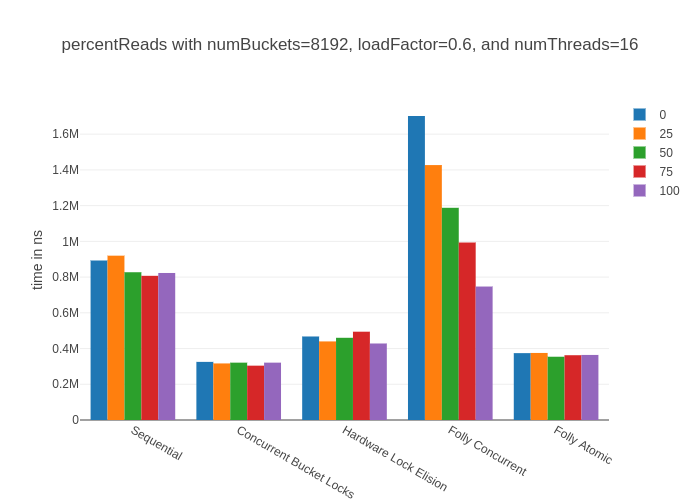 percentReads with numBuckets=8192, loadFactor=0.6, and numThreads=16
0
25
50
75
100
time in ns
1.6M
1.4M
1.2M
1M
0.8M
0.6M
0.4M
0.2M
0
Sequential
Concurrent Bucket Locks
Hardware Lock Elision
Folly Concurrent
Folly Atomic